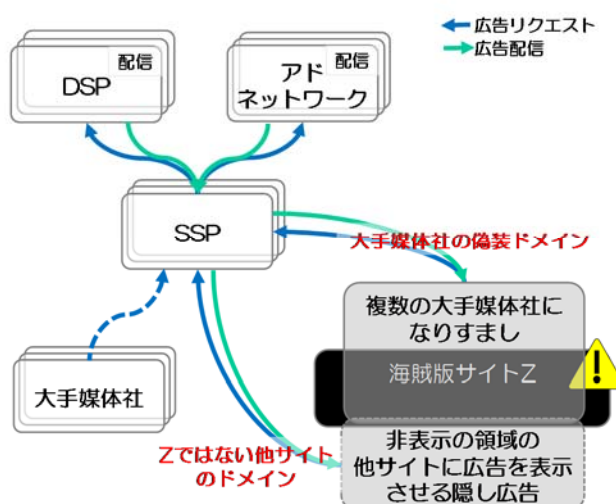 広告リクエスト
広告配信
配信
DSP
配信
アド
ネットワーク
SSP
大手媒体社の偽装ドメイン
複数の大手媒体社に
なりすまし
海賊版サイトZ
大手媒体社
Zではない他サイト
のドメイン
非表示の領域の
他サイトに広告を表示
させる隠し広告